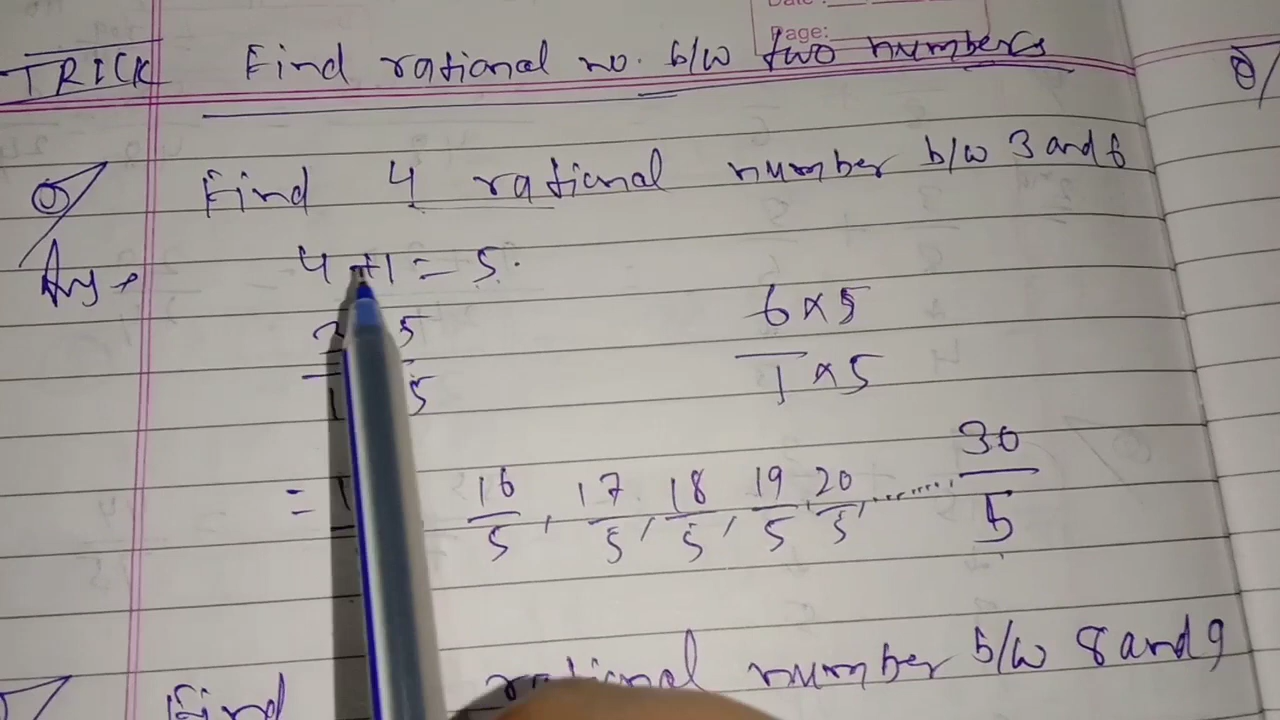 Page:
TRICK Find rational no. b/w two numbers
Q Find 4 rational number b/w 3 and 6
Ans→ 4+1 = 5.
5 6×5
5 1×5
= 16/5, 17/5, 18/5, 19/5, 20/5, ......., 30/5
Find rational number b/w 8 and 9